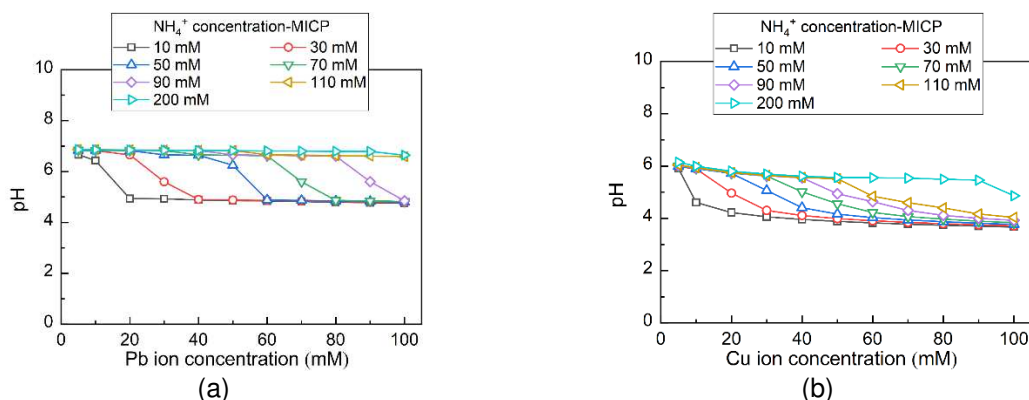 NH₄⁺ concentration-MICP
10 mM 30 mM
50 mM 70 mM
90 mM 110 mM
200 mM
10
8
6
4
2
0
pH
0 20 40 60 80 100
Pb ion concentration (mM)
(a)
NH₄⁺ concentration-MICP
10 mM 30 mM
50 mM 70 mM
90 mM 110 mM
200 mM
10
8
6
4
2
0
pH
0 20 40 60 80 100
Cu ion concentration (mM)
(b)